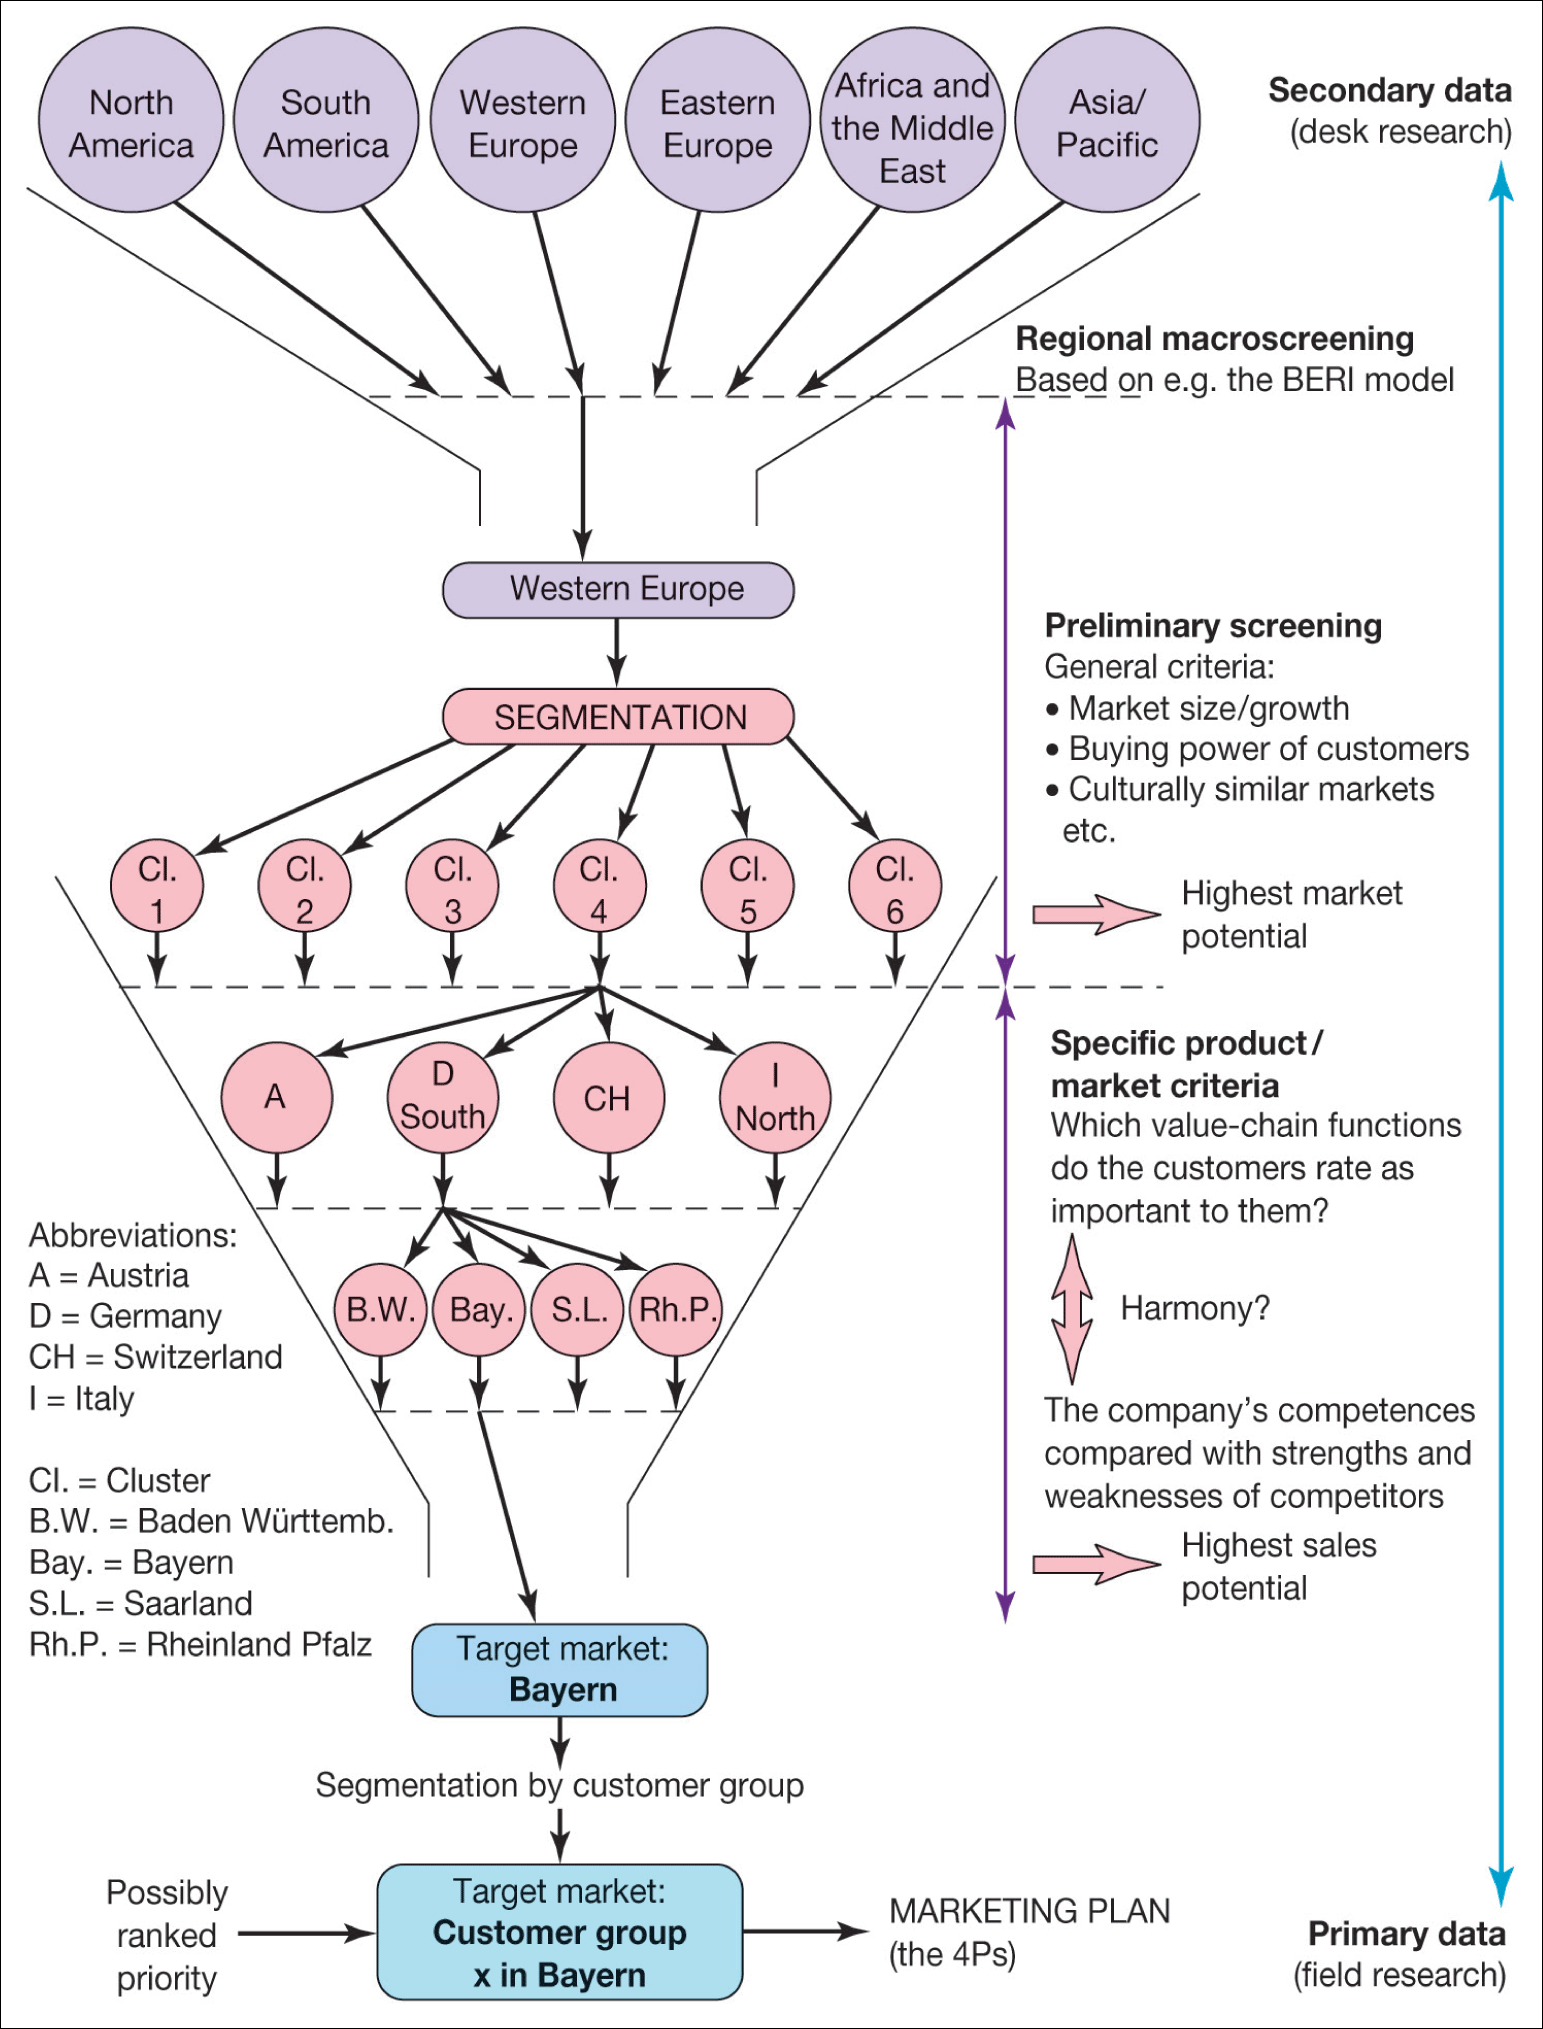 North
America
South
America
Western
Europe
Eastern
Europe
Africa and
the Middle
East
Asia/
Pacific
Secondary data
(desk research)
Regional macroscreening
Based on e.g. the BERI model
Western Europe
SEGMENTATION
Preliminary screening
General criteria:
• Market size/growth
• Buying power of customers
• Culturally similar markets
etc.
Cl.
1
Cl.
2
Cl.
3
Cl.
4
Cl.
5
Cl.
6
Highest market
potential
A
D
South
CH
I
North
Specific product/
market criteria
Which value-chain functions
do the customers rate as
important to them?
Harmony?
The company's competences
compared with strengths and
weaknesses of competitors
Highest sales
potential
B.W.
Bay.
S.L.
Rh.P.
Abbreviations:
A = Austria
D = Germany
CH = Switzerland
I = Italy
Cl. = Cluster
B.W. = Baden Württemb.
Bay. = Bayern
S.L. = Saarland
Rh.P. = Rheinland Pfalz
Target market:
Bayern
Segmentation by customer group
Possibly
ranked
priority
Target market:
Customer group
x in Bayern
MARKETING PLAN
(the 4Ps)
Primary data
(field research)